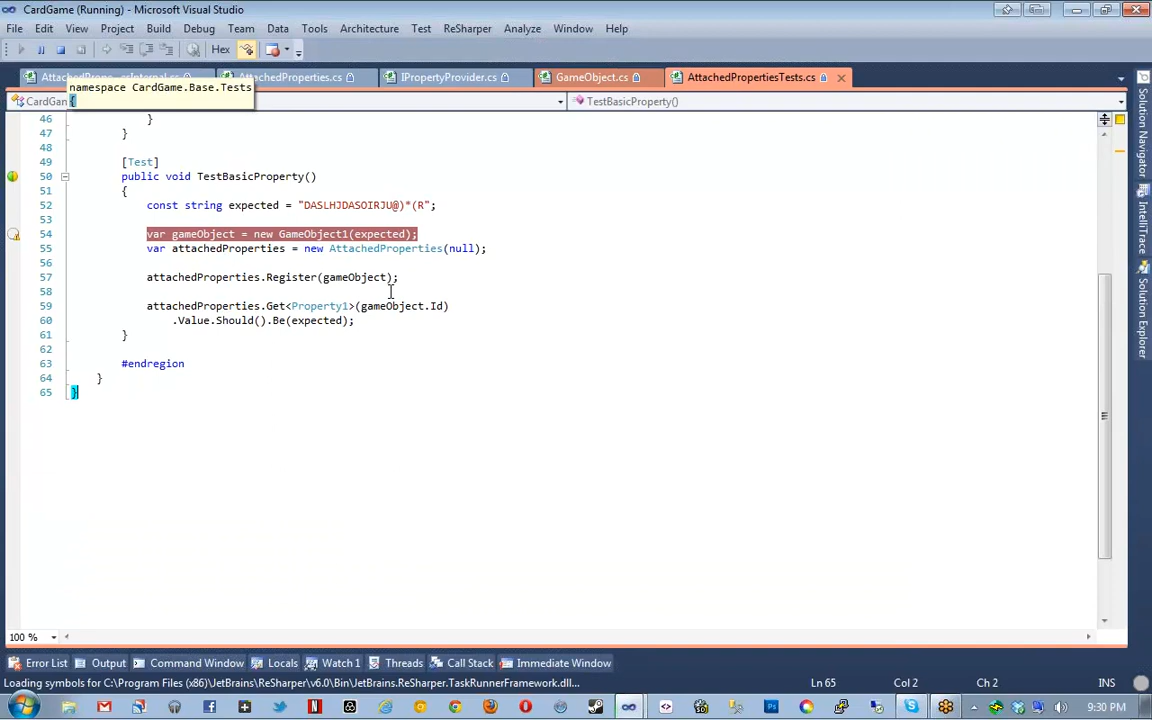 CardGame (Running) - Microsoft Visual Studio
File Edit View Project Build Debug Team Data Tools Architecture Test ReSharper Analyze Window Help
Hex
AttachedPropertiesTests.cs
AttachedProperties.cs IPropertyProvider.cs GameObject.cs
namespace CardGame.Base.Tests
{
TestBasicProperty()
46 }
47 }
48
49 [Test]
50 public void TestBasicProperty()
51 {
52 const string expected = "DASLHJDASOIRJU@)*(R";
53
54 var gameObject = new GameObject1(expected);
55 var attachedProperties = new AttachedProperties(null);
56
57 attachedProperties.Register(gameObject);
58
59 attachedProperties.Get<Property1>(gameObject.Id)
60 .Value.Should().Be(expected);
61 }
62
63 #endregion
64 }
65 }
Solution Navigator
IntelliTrace
Solution Explorer
100 %
Error List Output Command Window Locals Watch 1 Threads Call Stack Immediate Window
Loading symbols for C:\Program Files (x86)\JetBrains\ReSharper\v6.0\Bin\JetBrains.ReSharper.TaskRunnerFramework.dll... Ln 65 Col 2 Ch 2 INS
9:30 PM